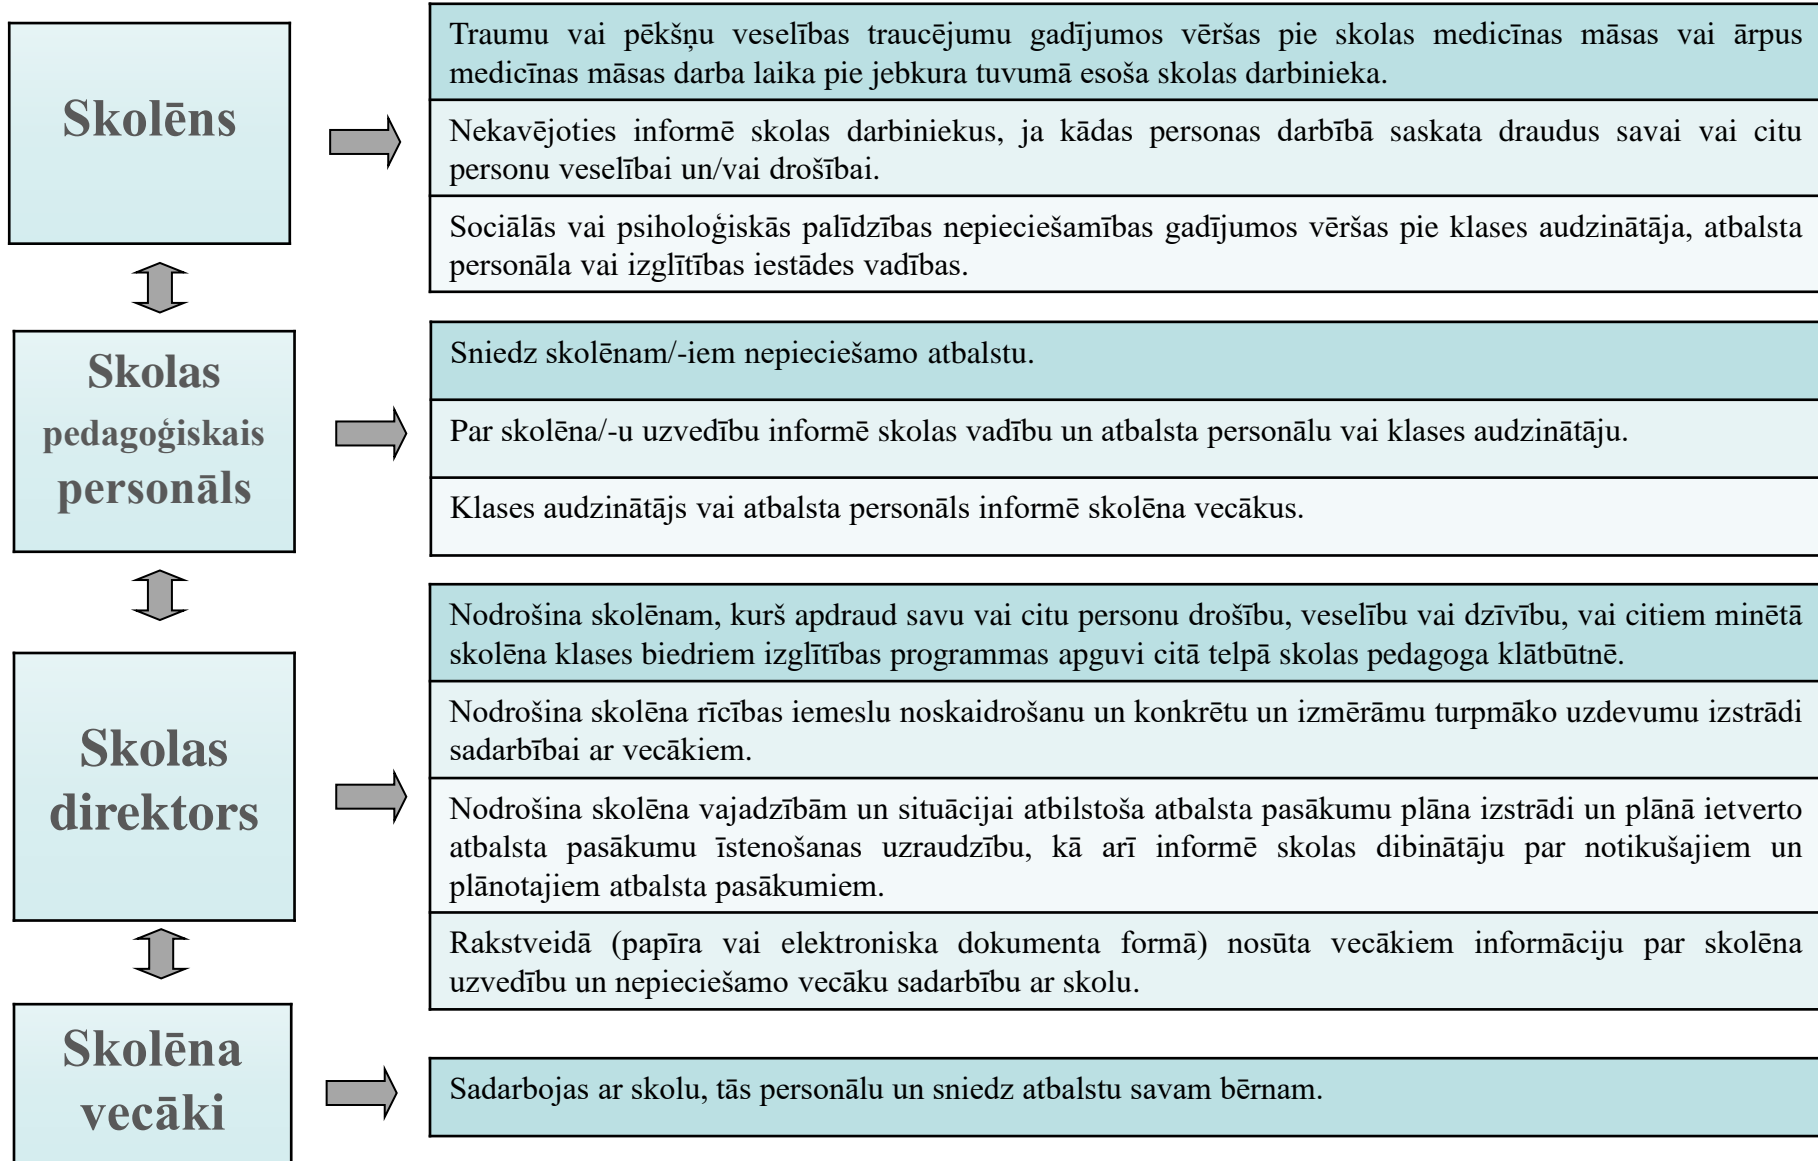 Skolēns
Traumu vai pēkšņu veselības traucējumu gadījumos vēršas pie skolas medicīnas māsas vai ārpus
medicīnas māsas darba laika pie jebkura tuvumā esoša skolas darbinieka.
Nekavējoties informē skolas darbiniekus, ja kādas personas darbībā saskata draudus savai vai citu
personu veselībai un/vai drošībai.
Sociālās vai psiholoģiskās palīdzības nepieciešamības gadījumos vēršas pie klases audzinātāja, atbalsta
personāla vai izglītības iestādes vadības.
Skolas
pedagoģiskais
personāls
Sniedz skolēnam/-iem nepieciešamo atbalstu.
Par skolēna/-u uzvedību informē skolas vadību un atbalsta personālu vai klases audzinātāju.
Klases audzinātājs vai atbalsta personāls informē skolēna vecākus.
Skolas
direktors
Nodrošina skolēnam, kurš apdraud savu vai citu personu drošību, veselību vai dzīvību, vai citiem minētā
skolēna klases biedriem izglītības programmas apguvi citā telpā skolas pedagoga klātbūtnē.
Nodrošina skolēna rīcības iemeslu noskaidrošanu un konkrētu un izmērāmu turpmāko uzdevumu izstrādi
sadarbībai ar vecākiem.
Nodrošina skolēna vajadzībām un situācijai atbilstoša atbalsta pasākumu plāna izstrādi un plānā ietverto
atbalsta pasākumu īstenošanas uzraudzību, kā arī informē skolas dibinātāju par notikušajiem un
plānotajiem atbalsta pasākumiem.
Rakstveidā (papīra vai elektroniska dokumenta formā) nosūta vecākiem informāciju par skolēna
uzvedību un nepieciešamo vecāku sadarbību ar skolu.
Skolēna
vecāki
Sadarbojas ar skolu, tās personālu un sniedz atbalstu savam bērnam.